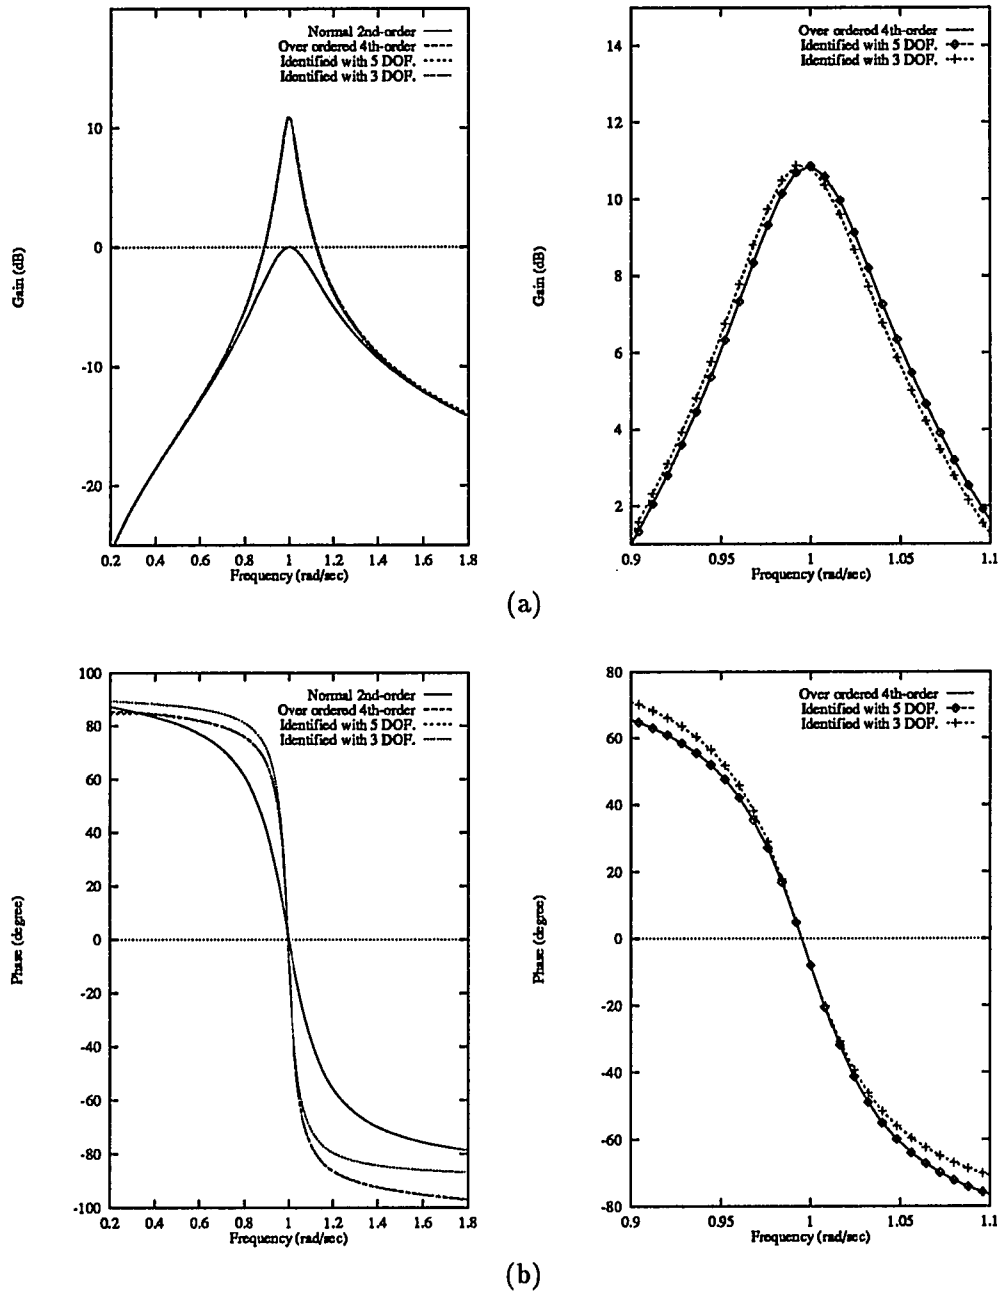 Normal 2nd-order
Over ordered 4th-order
Identified with 5 DOF.
Identified with 3 DOF.
10
0
-10
-20
Gain (dB)
0.2 0.4 0.6 0.8 1 1.2 1.4 1.6 1.8
Frequency (rad/sec)
Over ordered 4th-order
Identified with 5 DOF.
Identified with 3 DOF.
14
12
10
8
6
4
2
Gain (dB)
0.9 0.95 1 1.05 1.1
Frequency (rad/sec)
(a)
Normal 2nd-order
Over ordered 4th-order
Identified with 5 DOF.
Identified with 3 DOF.
100
80
60
40
20
0
-20
-40
-60
-80
-100
Phase (degree)
0.2 0.4 0.6 0.8 1 1.2 1.4 1.6 1.8
Frequency (rad/sec)
Over ordered 4th-order
Identified with 5 DOF.
Identified with 3 DOF.
80
60
40
20
0
-20
-40
-60
-80
Phase (degree)
0.9 0.95 1 1.05 1.1
Frequency (rad/sec)
(b)